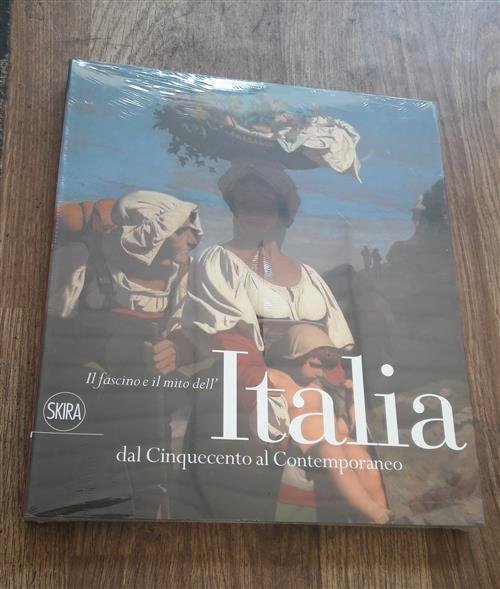 Il fascino e il mito dell'
Italia
SKIRA
dal Cinquecento al Contemporaneo